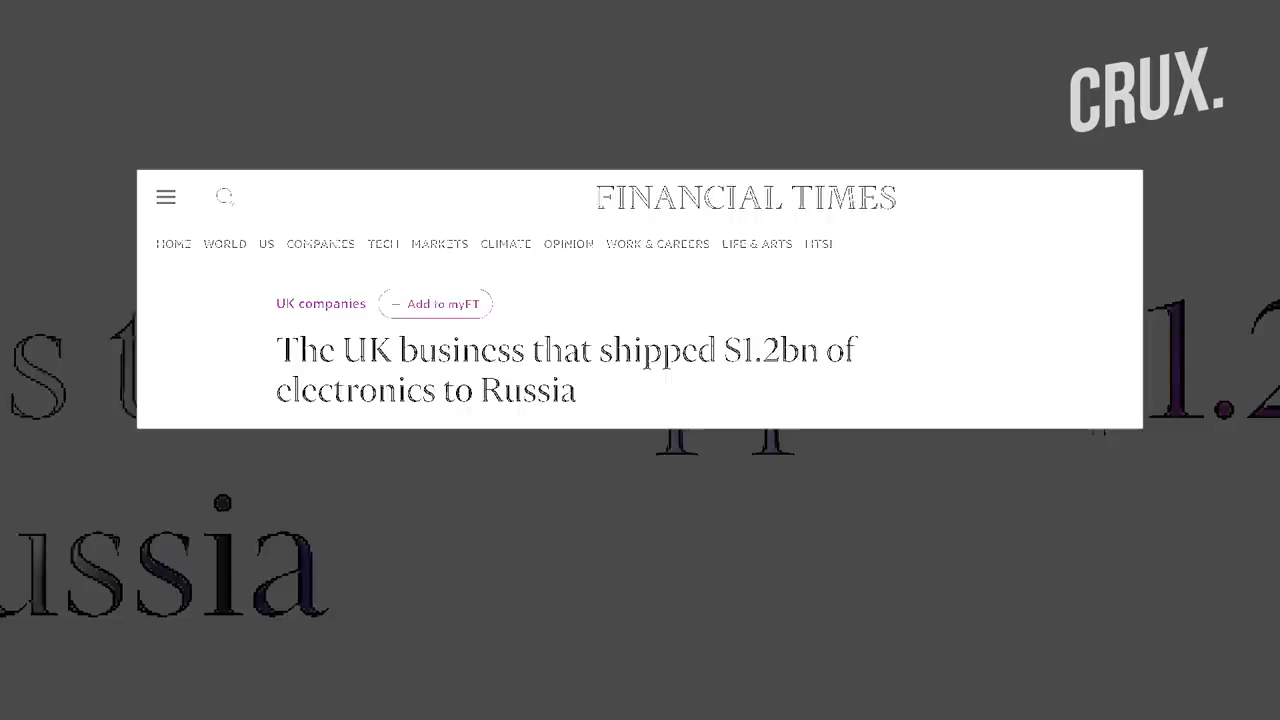 CRUX.
FINANCIAL TIMES
HOME WORLD US COMPANIES TECH MARKETS CLIMATE OPINION WORK & CAREERS LIFE & ARTS HTSI
UK companies
Add to myFT
The UK business that shipped $1.2bn of
electronics to Russia